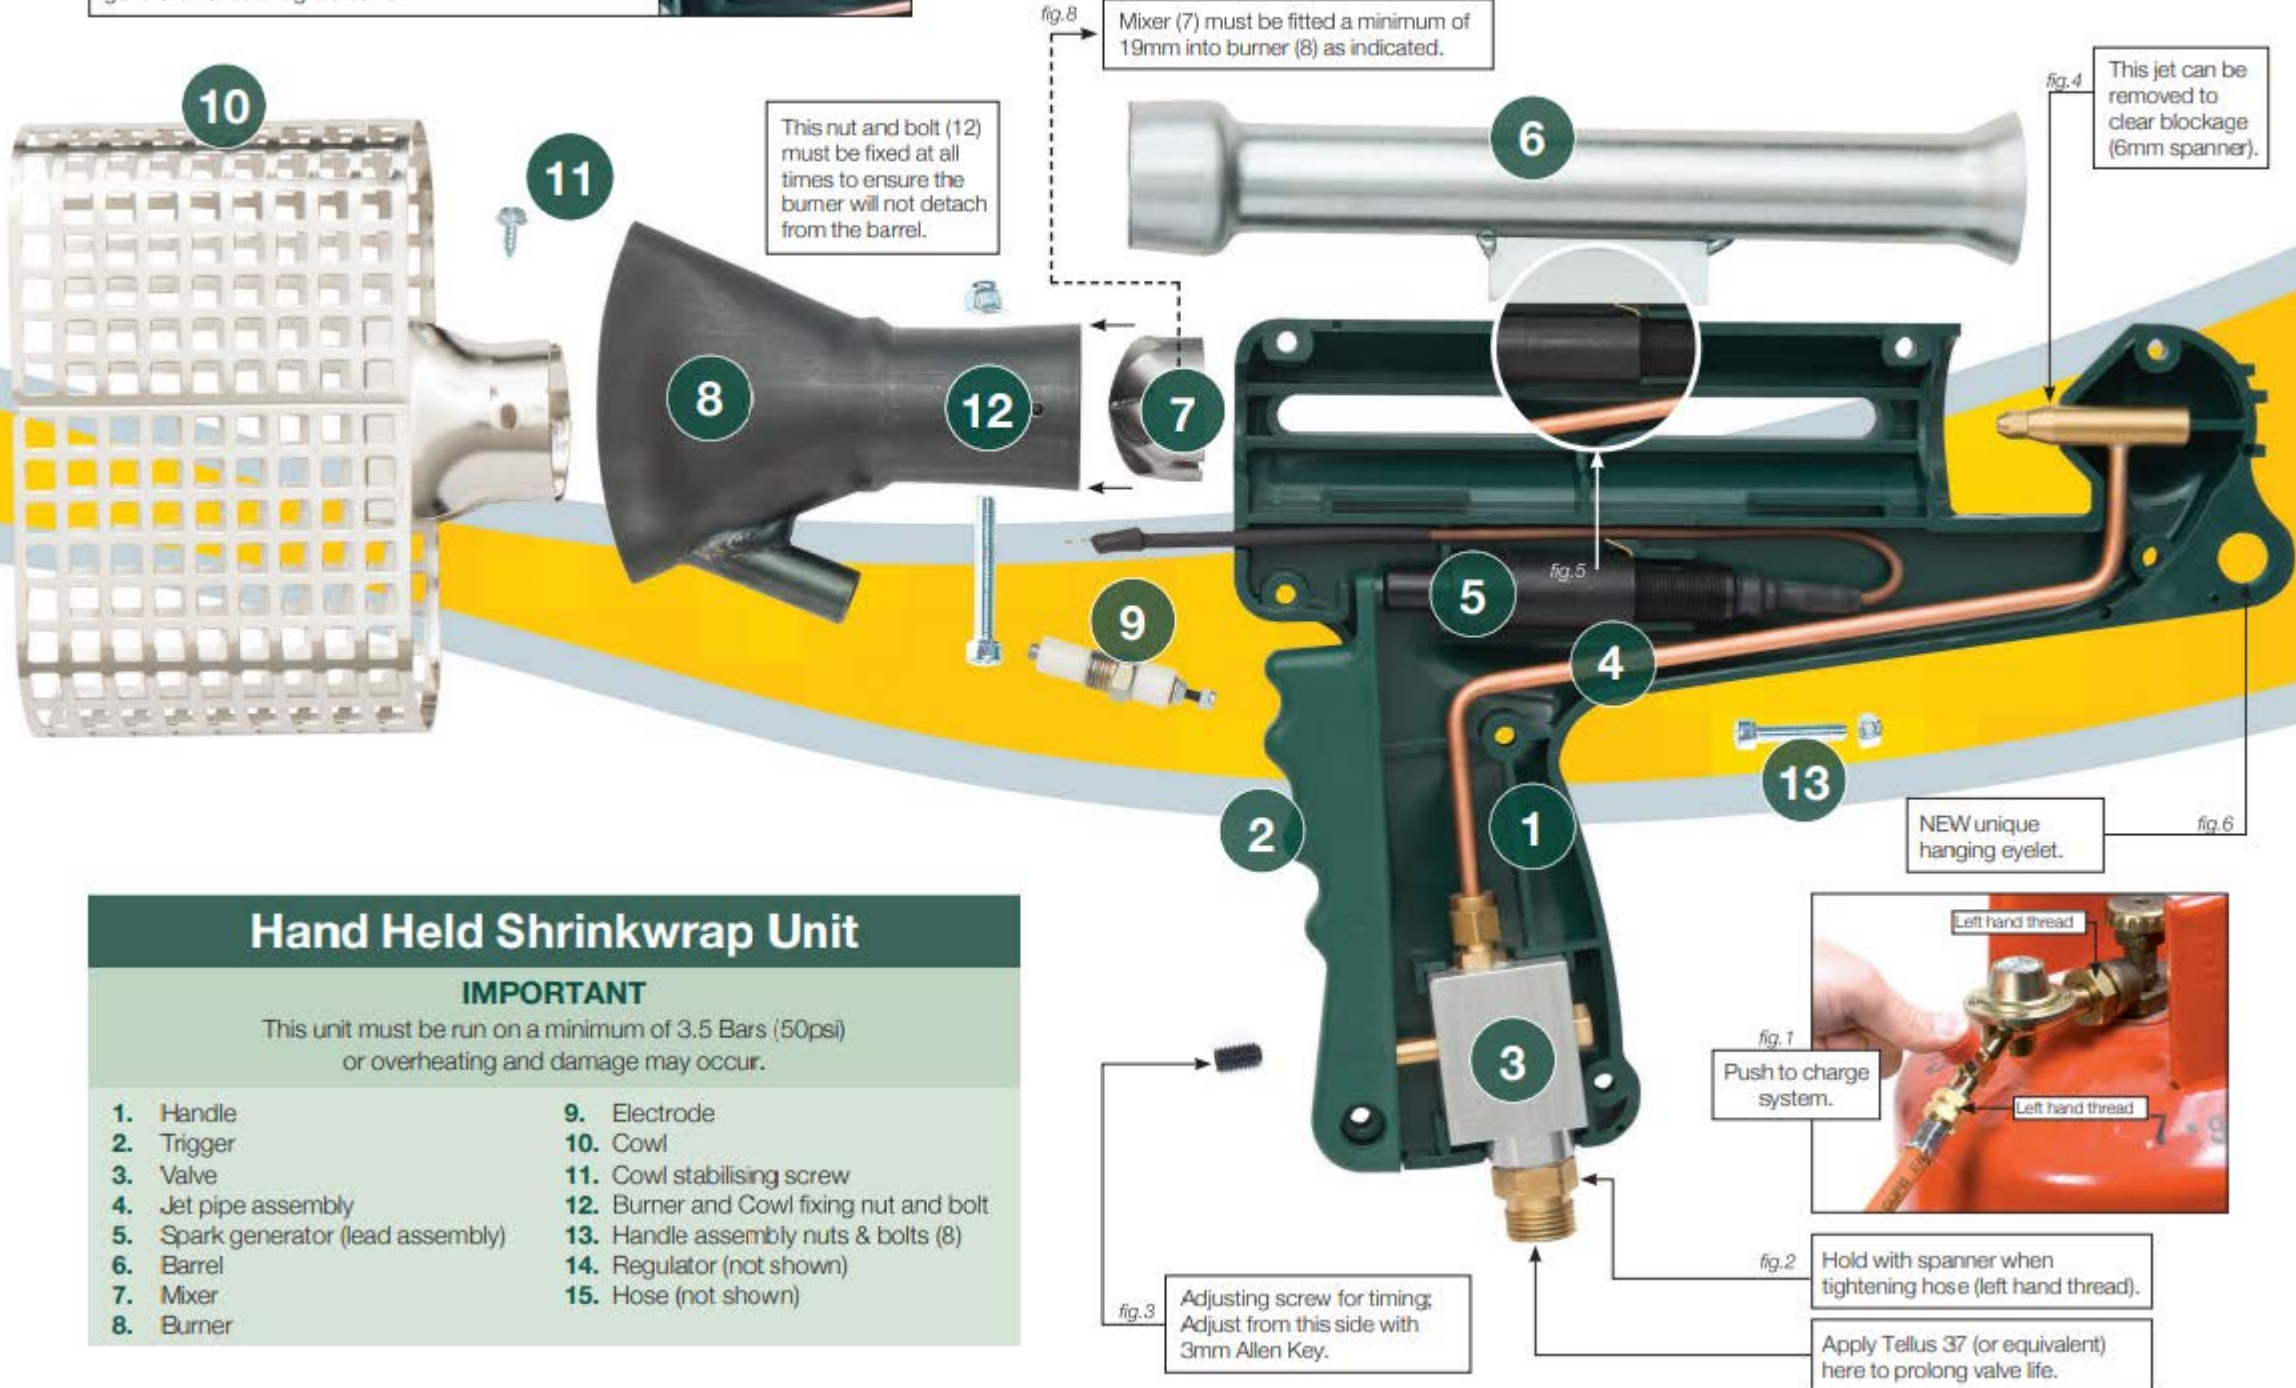 fig.8
Mixer (7) must be fitted a minimum of
19mm into burner (8) as indicated.
fig.4
This jet can be
removed to
clear blockage
(6mm spanner).
10
11
This nut and bolt (12)
must be fixed at all
times to ensure the
burner will not detach
from the barrel.
6
8
12
7
5
fig.5
9
4
13
2
1
NEW unique
hanging eyelet.
fig.6
Hand Held Shrinkwrap Unit
IMPORTANT
This unit must be run on a minimum of 3.5 Bars (50psi)
or overheating and damage may occur.
1. Handle
2. Trigger
3. Valve
4. Jet pipe assembly
5. Spark generator (lead assembly)
6. Barrel
7. Mixer
8. Burner
9. Electrode
10. Cowl
11. Cowl stabilising screw
12. Burner and Cowl fixing nut and bolt
13. Handle assembly nuts & bolts (8)
14. Regulator (not shown)
15. Hose (not shown)
3
Left hand thread
fig.1
Push to charge
system.
Left hand thread
fig.2
Hold with spanner when
tightening hose (left hand thread).
fig.3
Adjusting screw for timing;
Adjust from this side with
3mm Allen Key.
Apply Tellus 37 (or equivalent)
here to prolong valve life.